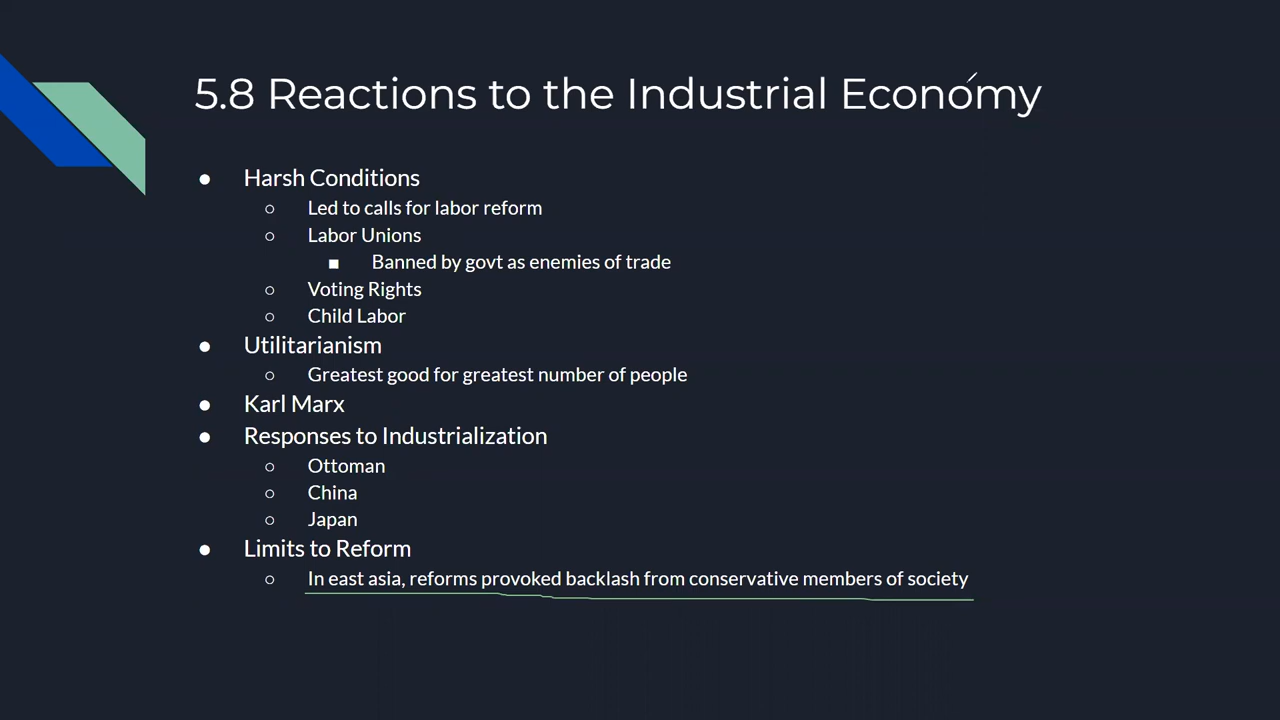 5.8 Reactions to the Industrial Economy
● Harsh Conditions
○ Led to calls for labor reform
○ Labor Unions
■ Banned by govt as enemies of trade
○ Voting Rights
○ Child Labor
● Utilitarianism
○ Greatest good for greatest number of people
● Karl Marx
● Responses to Industrialization
○ Ottoman
○ China
○ Japan
● Limits to Reform
○ In east asia, reforms provoked backlash from conservative members of society